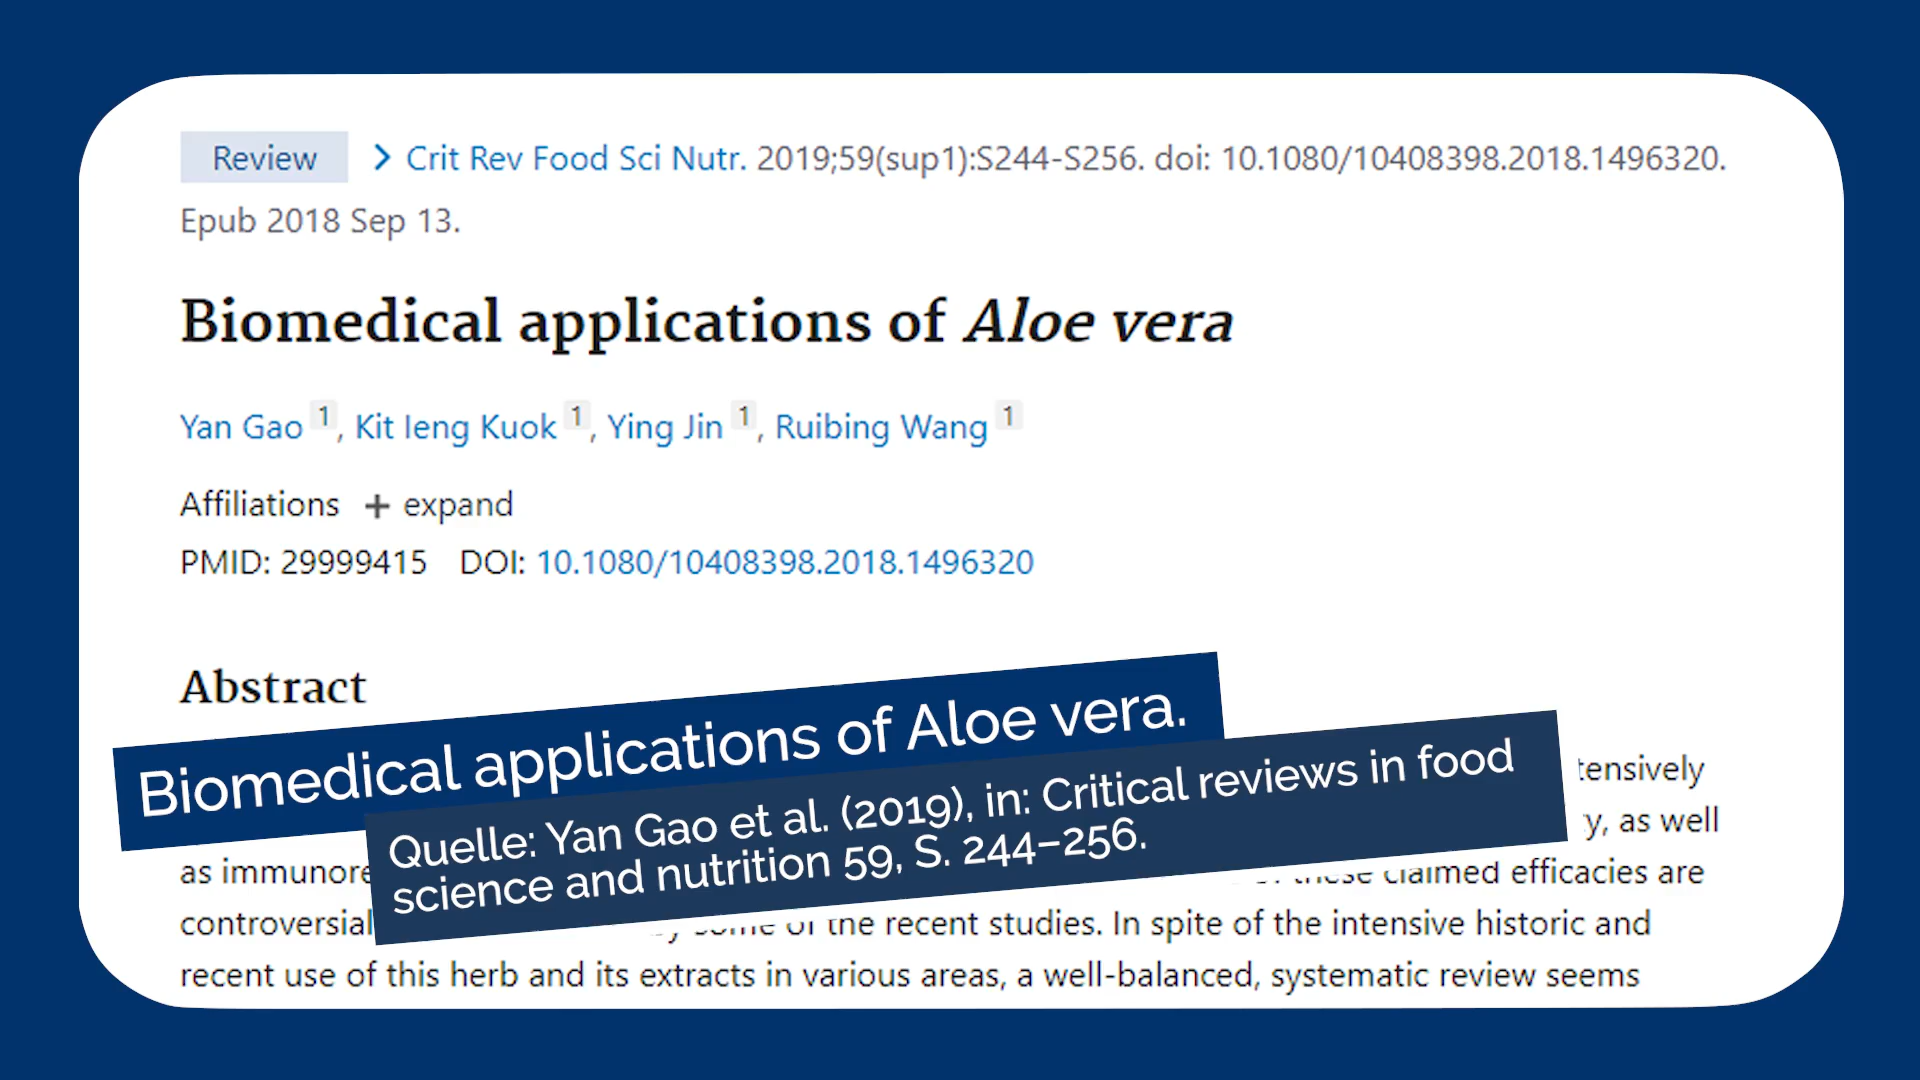 Review > Crit Rev Food Sci Nutr. 2019;59(sup1):S244-S256. doi: 10.1080/10408398.2018.1496320.
Epub 2018 Sep 13.
Biomedical applications of Aloe vera
Yan Gao 1, Kit Ieng Kuok 1, Ying Jin 1, Ruibing Wang 1
Affiliations + expand
PMID: 29999415 DOI: 10.1080/10408398.2018.1496320
Abstract
Biomedical applications of Aloe vera.
Quelle: Yan Gao et al. (2019), in: Critical reviews in food
science and nutrition 59, S. 244–256.
as well
as these claimed efficacies are
controversial some of the recent studies. In spite of the intensive historic and
recent use of this herb and its extracts in various areas, a well-balanced, systematic review seems